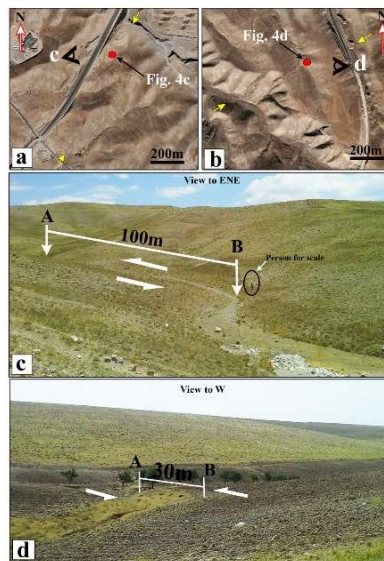 N
c
Fig. 4c
200m
a
N
Fig. 4d
d
200m
b
View to ENE
A
100m
B
Person for scale
c
View to W
A
30m
B
d